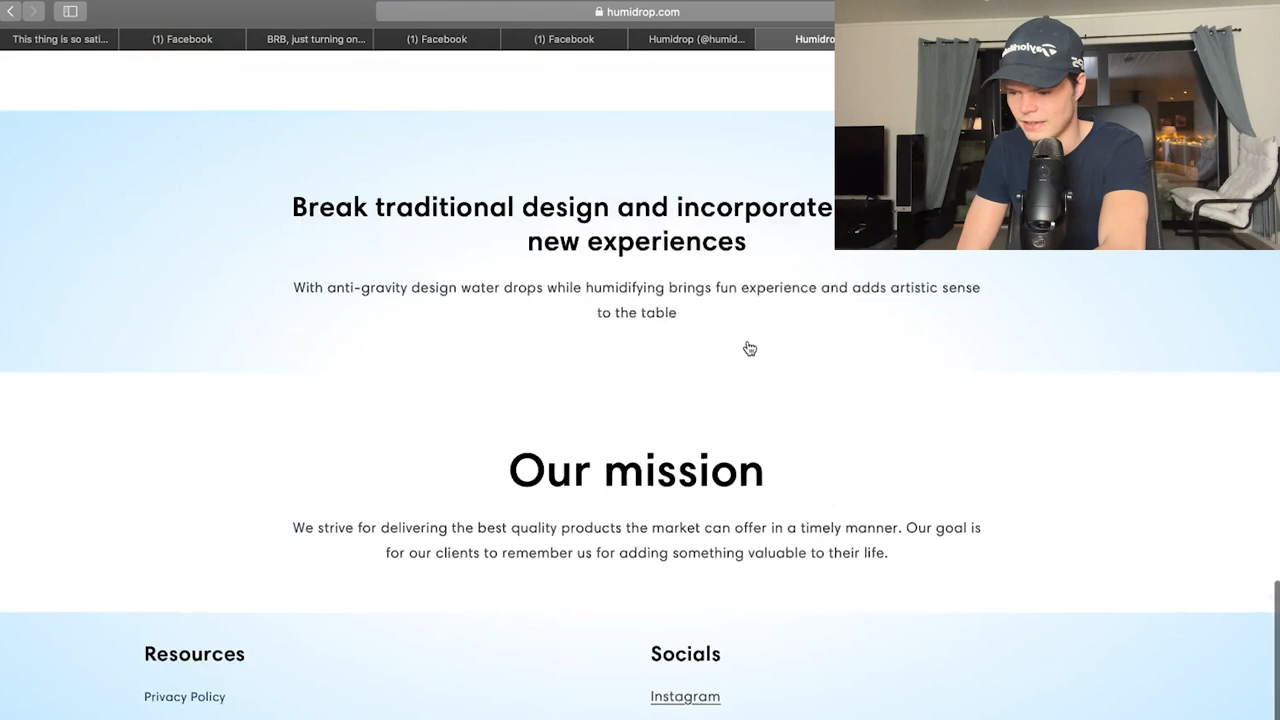 humidrop.com
This thing is so sati...
(1) Facebook
BRB, just turning on...
(1) Facebook
(1) Facebook
Humidrop (@humid...
Humidro
TaylorMade
Break traditional design and incorporate
new experiences
With anti-gravity design water drops while humidifying brings fun experience and adds artistic sense
to the table
Our mission
We strive for delivering the best quality products the market can offer in a timely manner. Our goal is
for our clients to remember us for adding something valuable to their life.
Resources
Socials
Privacy Policy
Instagram